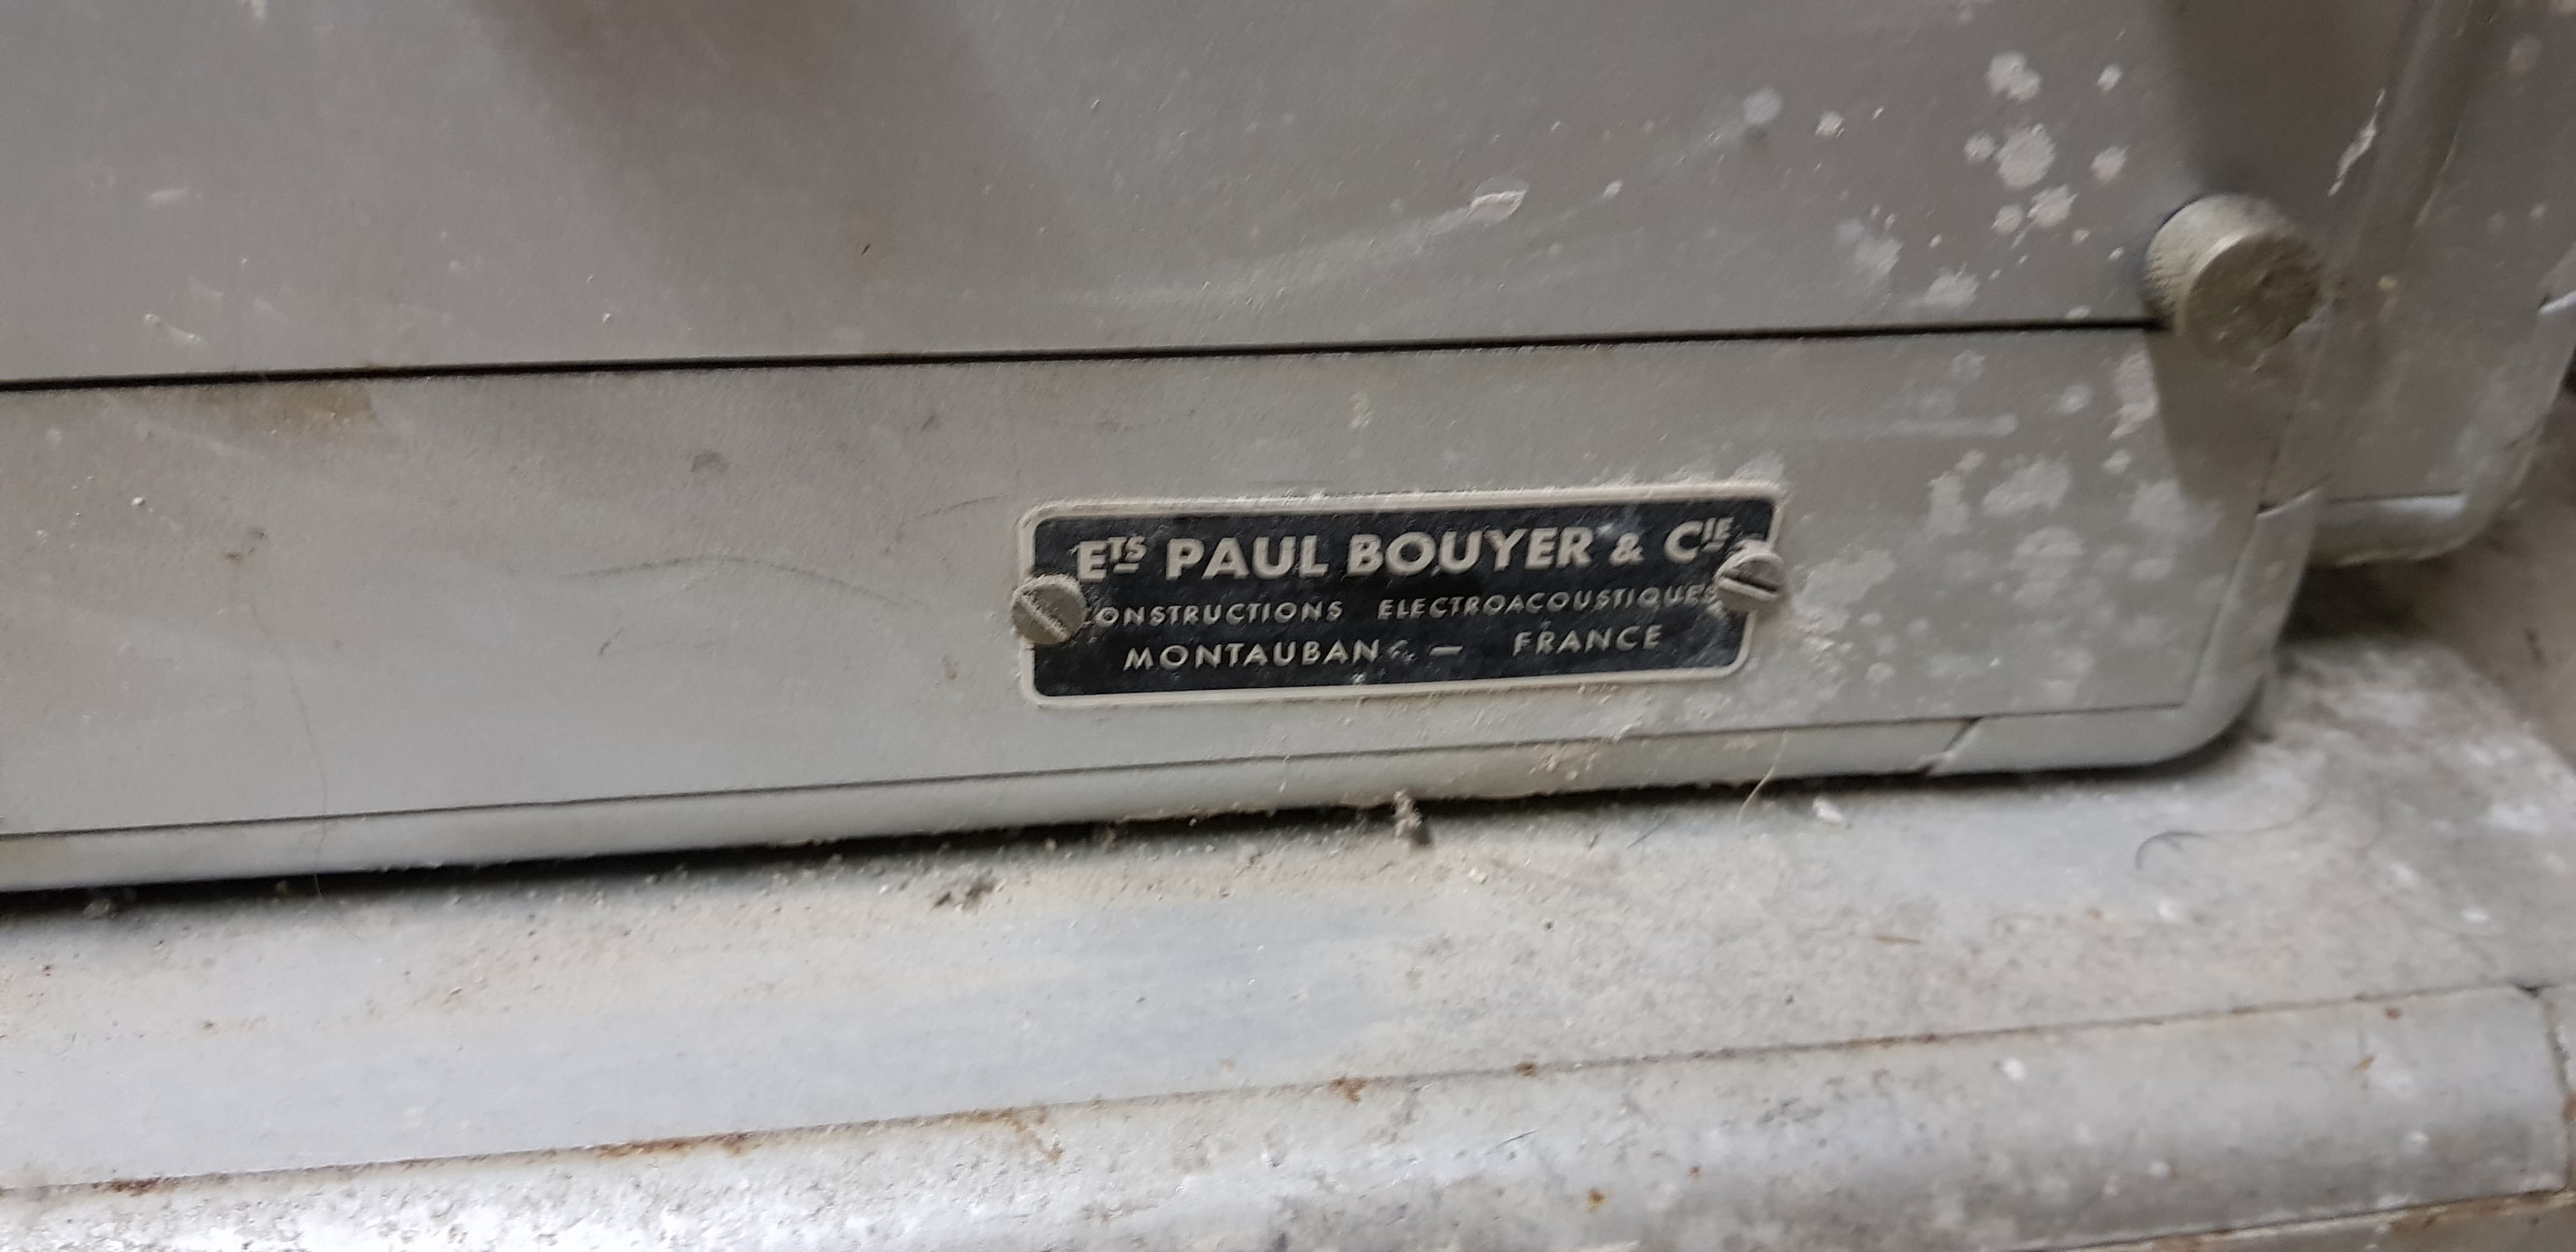 ETS PAUL BOUYER & CIE
CONSTRUCTIONS ELECTROACOUSTIQUES
MONTAUBAN — FRANCE